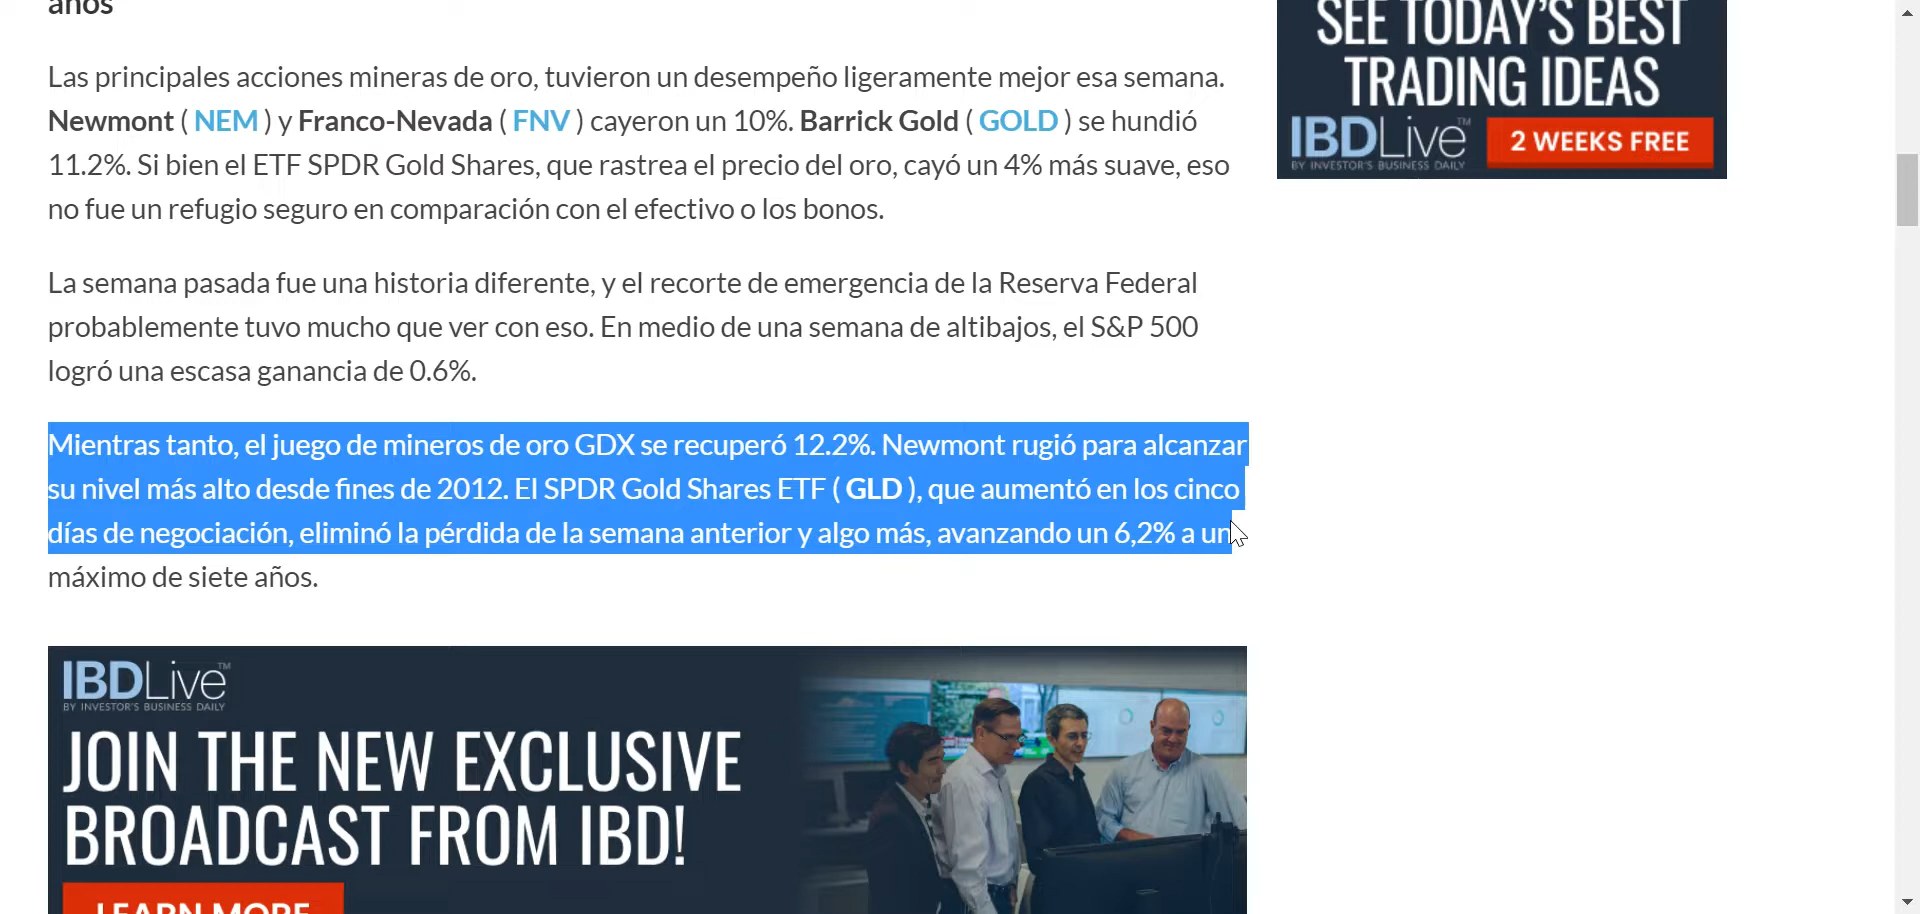 años
Las principales acciones mineras de oro, tuvieron un desempeño ligeramente mejor esa semana.
Newmont ( NEM ) y Franco-Nevada ( FNV ) cayeron un 10%. Barrick Gold ( GOLD ) se hundió
11.2%. Si bien el ETF SPDR Gold Shares, que rastrea el precio del oro, cayó un 4% más suave, eso
no fue un refugio seguro en comparación con el efectivo o los bonos.
La semana pasada fue una historia diferente, y el recorte de emergencia de la Reserva Federal
probablemente tuvo mucho que ver con eso. En medio de una semana de altibajos, el S&P 500
logró una escasa ganancia de 0.6%.
Mientras tanto, el juego de mineros de oro GDX se recuperó 12.2%. Newmont rugió para alcanzar
su nivel más alto desde fines de 2012. El SPDR Gold Shares ETF ( GLD ), que aumentó en los cinco
días de negociación, eliminó la pérdida de la semana anterior y algo más, avanzando un 6,2% a un
máximo de siete años.
IBDLive™
BY INVESTOR'S BUSINESS DAILY
JOIN THE NEW EXCLUSIVE
BROADCAST FROM IBD!
LEARN MORE
SEE TODAY'S BEST
TRADING IDEAS
IBDLive™
BY INVESTOR'S BUSINESS DAILY
2 WEEKS FREE